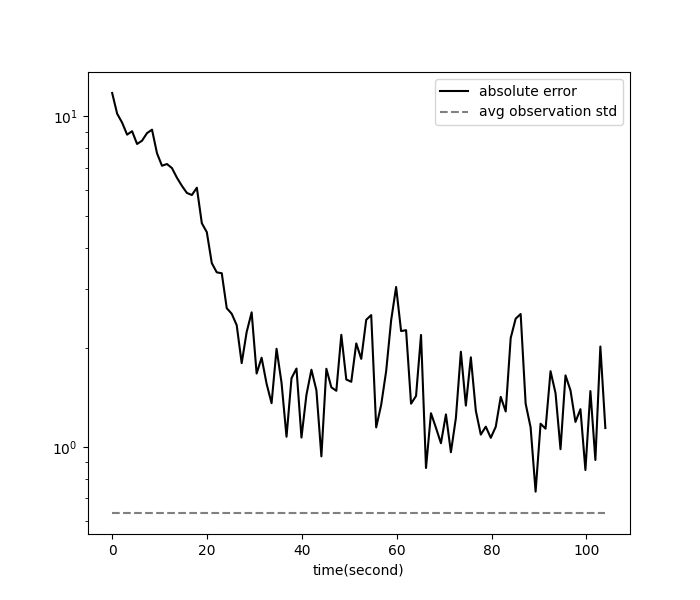 absolute error
avg observation std
10¹
10⁰
0 20 40 60 80 100
time(second)